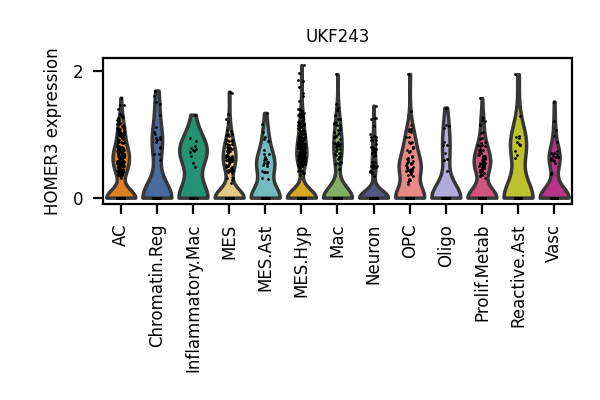 UKF243
HOMER3 expression
2
0
AC
Chromatin.Reg
Inflammatory.Mac
MES
MES.Ast
MES.Hyp
Mac
Neuron
OPC
Oligo
Prolif.Metab
Reactive.Ast
Vasc